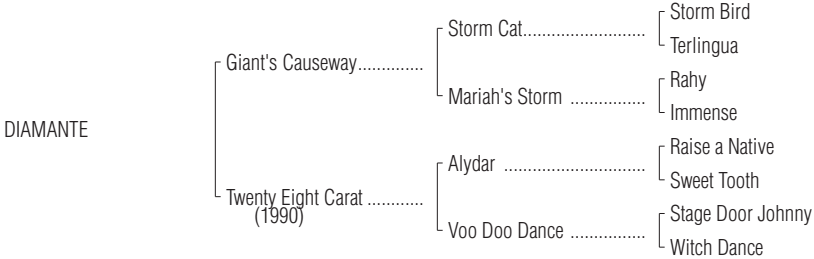 Storm Bird
Storm Cat.........................
Terlingua
Giant's Causeway..............
Rahy
Mariah's Storm ................
Immense
DIAMANTE
Raise a Native
Alydar ..............................
Sweet Tooth
Twenty Eight Carat ............
(1990)
Stage Door Johnny
Voo Doo Dance ................
Witch Dance